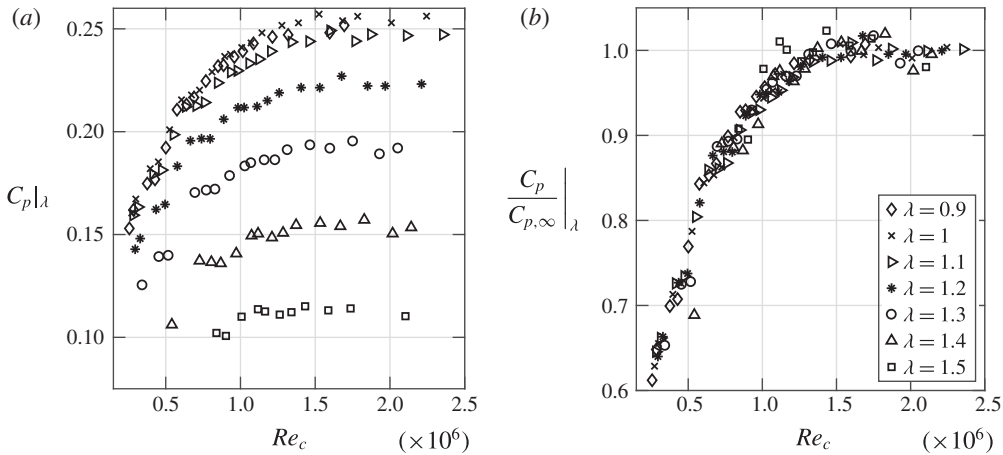 (a)
0.25
0.20
0.15
0.10
C_p|_λ
0.5
1.0
1.5
2.0
2.5
Re_c
(×10^6)
(b)
1.0
0.9
0.8
0.7
0.6
C_p / C_{p,∞} |_λ
λ = 0.9
λ = 1
λ = 1.1
λ = 1.2
λ = 1.3
λ = 1.4
λ = 1.5
0.5
1.0
1.5
2.0
2.5
Re_c
(×10^6)